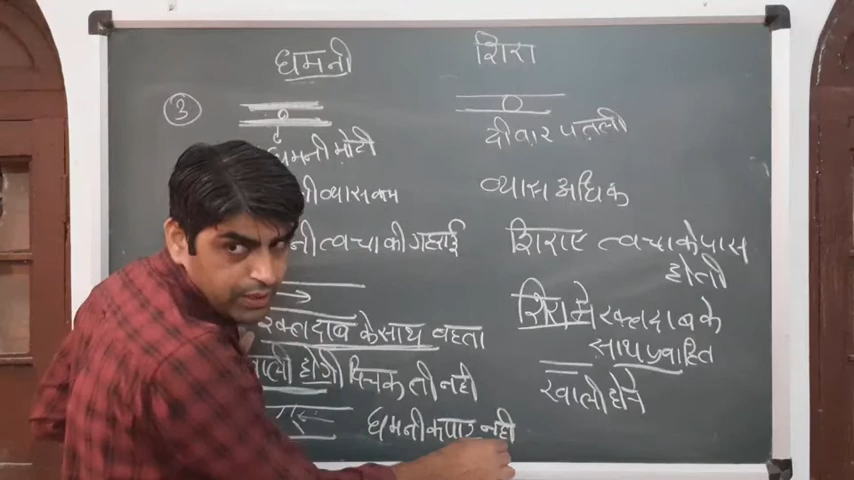 धमनी
शिरा
3
धमनी मोटी
दीवार पतली
व्यास कम
व्यास अधिक
त्वचा की गहराई
शिराए त्वचा के पास
होती
रक्तदाब के साथ बहता
शिरा मे रक्तदाब के
साथ प्रवाहित
खाली होगी पिचकती नही
खाली होने
धमनी कपाट नही